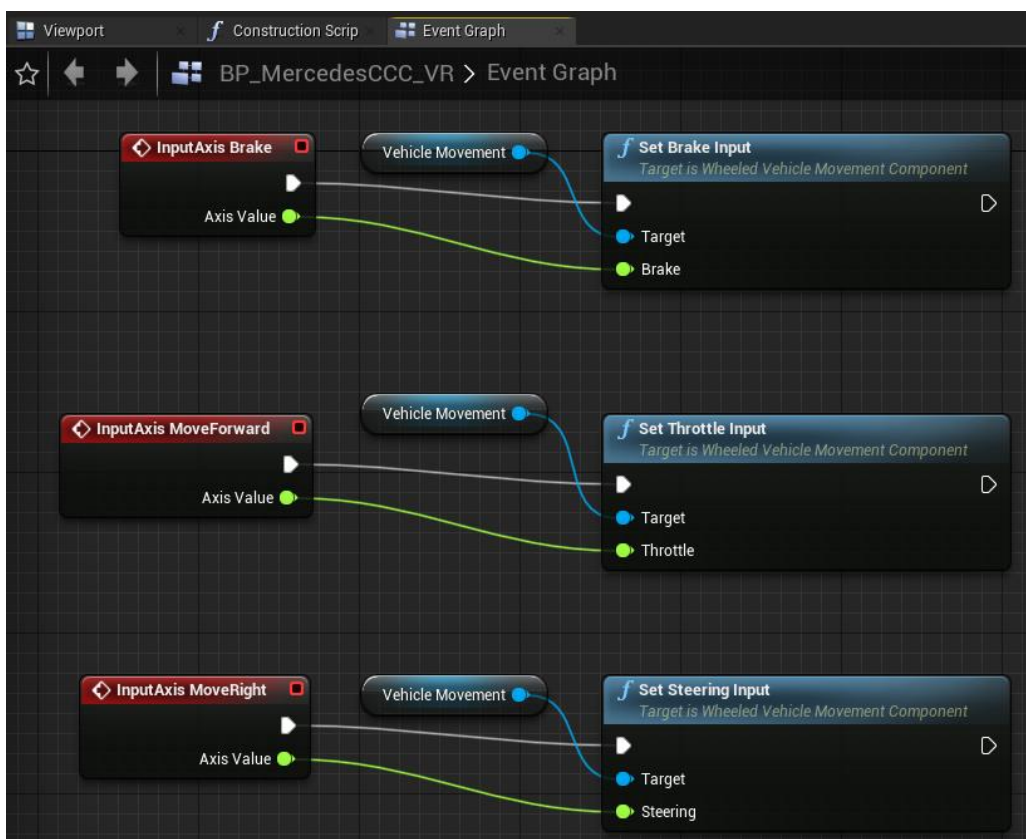 Viewport
Construction Scrip
Event Graph
BP_MercedesCCC_VR > Event Graph
InputAxis Brake
Axis Value
Vehicle Movement
f Set Brake Input
Target is Wheeled Vehicle Movement Component
Target
Brake
InputAxis MoveForward
Axis Value
Vehicle Movement
f Set Throttle Input
Target is Wheeled Vehicle Movement Component
Target
Throttle
InputAxis MoveRight
Axis Value
Vehicle Movement
f Set Steering Input
Target is Wheeled Vehicle Movement Component
Target
Steering